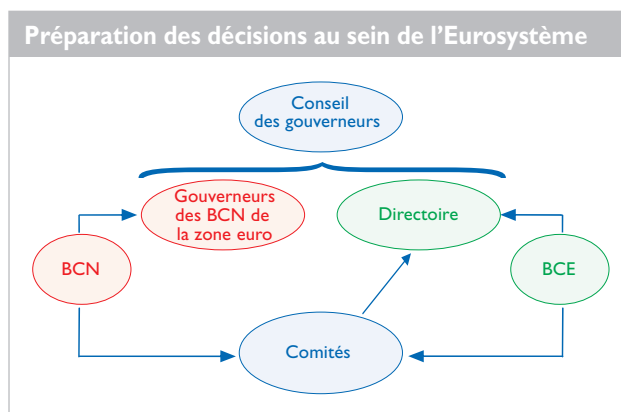 Préparation des décisions au sein de l’Eurosystème
Conseil
des gouverneurs
Gouverneurs
des BCN de
la zone euro
Directoire
BCN
BCE
Comités